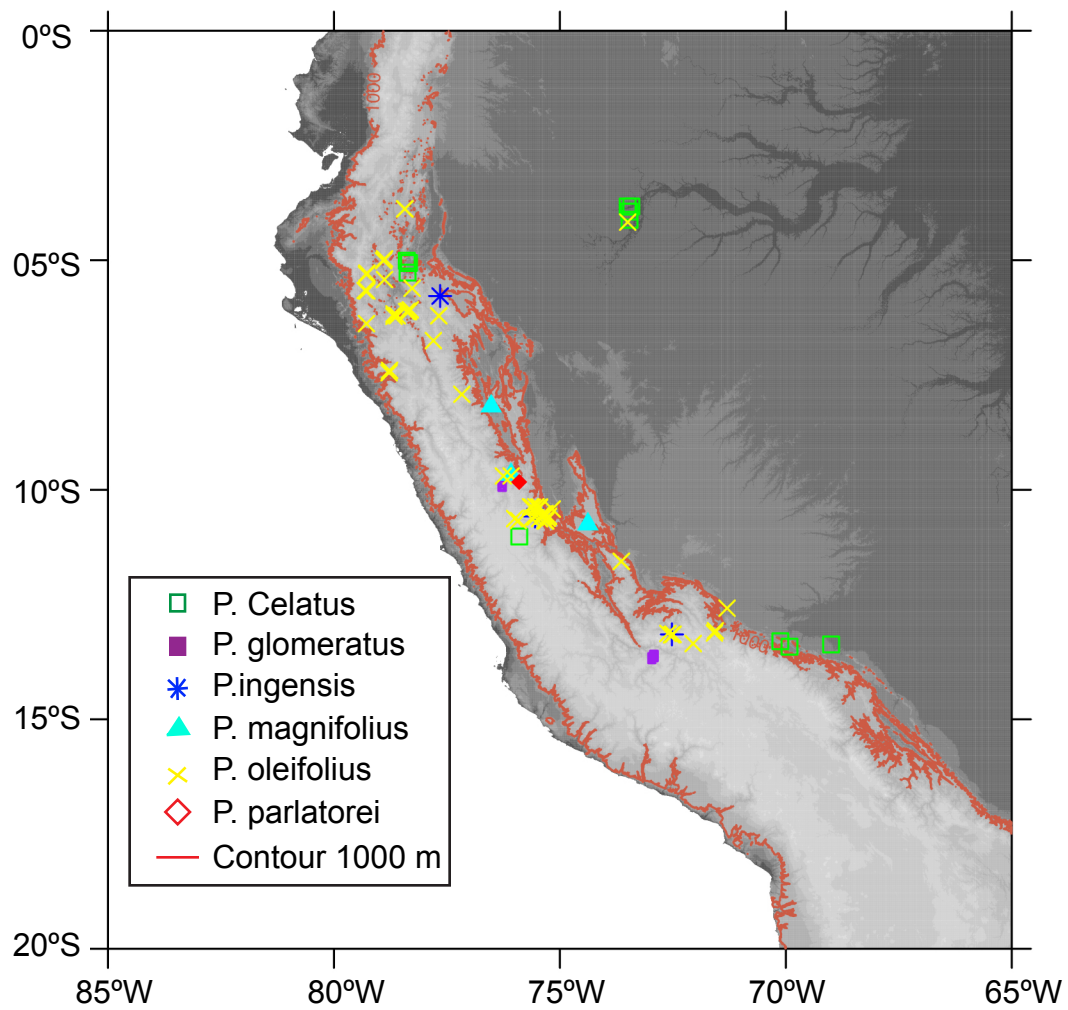 0ºS
05ºS
10ºS
15ºS
20ºS
1000
1000
P. Celatus
P. glomeratus
P.ingensis
P. magnifolius
P. oleifolius
P. parlatorei
Contour 1000 m
85ºW
80ºW
75ºW
70ºW
65ºW